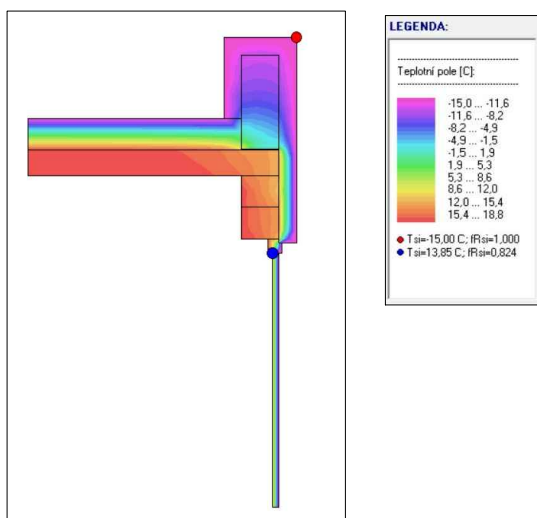 LEGENDA:
Teplotní pole [C]:
-15,0 ... -11,6
-11,6 ... -8,2
-8,2 ... -4,9
-4,9 ... -1,5
-1,5 ... 1,9
1,9 ... 5,3
5,3 ... 8,6
8,6 ... 12,0
12,0 ... 15,4
15,4 ... 18,8
Tsi=-15,00 C; fRsi=1,000
Tsi=13,85 C; fRsi=0,824